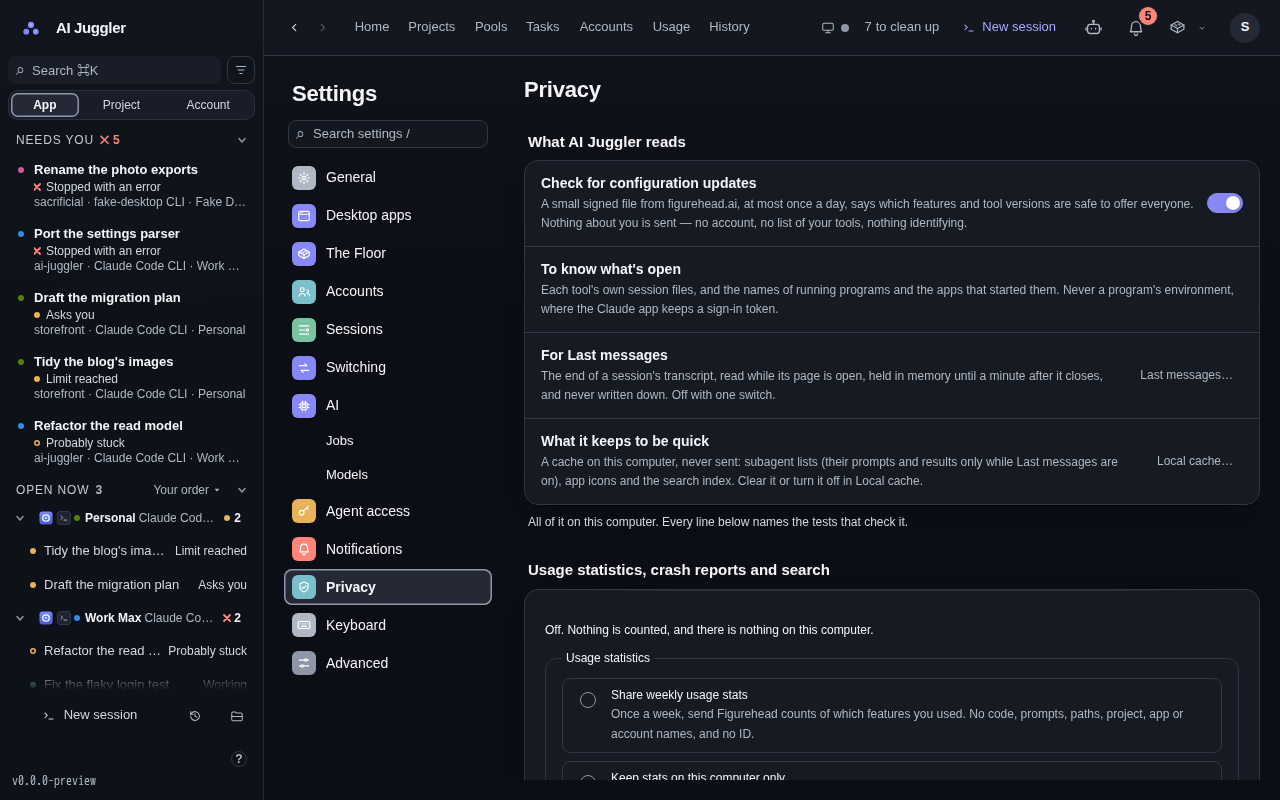 AI Juggler
Search ⌘K
App
Project
Account
NEEDS YOU 5
Rename the photo exports
Stopped with an error
sacrificial · fake-desktop CLI · Fake D…
Port the settings parser
Stopped with an error
ai-juggler · Claude Code CLI · Work …
Draft the migration plan
Asks you
storefront · Claude Code CLI · Personal
Tidy the blog's images
Limit reached
storefront · Claude Code CLI · Personal
Refactor the read model
Probably stuck
ai-juggler · Claude Code CLI · Work …
OPEN NOW 3 Your order
Personal Claude Cod… 2
Tidy the blog's ima… Limit reached
Draft the migration plan Asks you
Work Max Claude Co… 2
Refactor the read … Probably stuck
Fix the flaky login test Working
New session
?
v0.0.0-preview
Home Projects Pools Tasks Accounts Usage History
7 to clean up
New session
5
S
Settings
Search settings /
General
Desktop apps
The Floor
Accounts
Sessions
Switching
AI
Jobs
Models
Agent access
Notifications
Privacy
Keyboard
Advanced
Privacy
What AI Juggler reads
Check for configuration updates
A small signed file from figurehead.ai, at most once a day, says which features and tool versions are safe to offer everyone.
Nothing about you is sent — no account, no list of your tools, nothing identifying.
To know what's open
Each tool's own session files, and the names of running programs and the apps that started them. Never a program's environment,
where the Claude app keeps a sign-in token.
For Last messages
The end of a session's transcript, read while its page is open, held in memory until a minute after it closes,
and never written down. Off with one switch.
Last messages…
What it keeps to be quick
A cache on this computer, never sent: subagent lists (their prompts and results only while Last messages are
on), app icons and the search index. Clear it or turn it off in Local cache.
Local cache…
All of it on this computer. Every line below names the tests that check it.
Usage statistics, crash reports and search
Off. Nothing is counted, and there is nothing on this computer.
Usage statistics
Share weekly usage stats
Once a week, send Figurehead counts of which features you used. No code, prompts, paths, project, app or
account names, and no ID.
Keep stats on this computer only